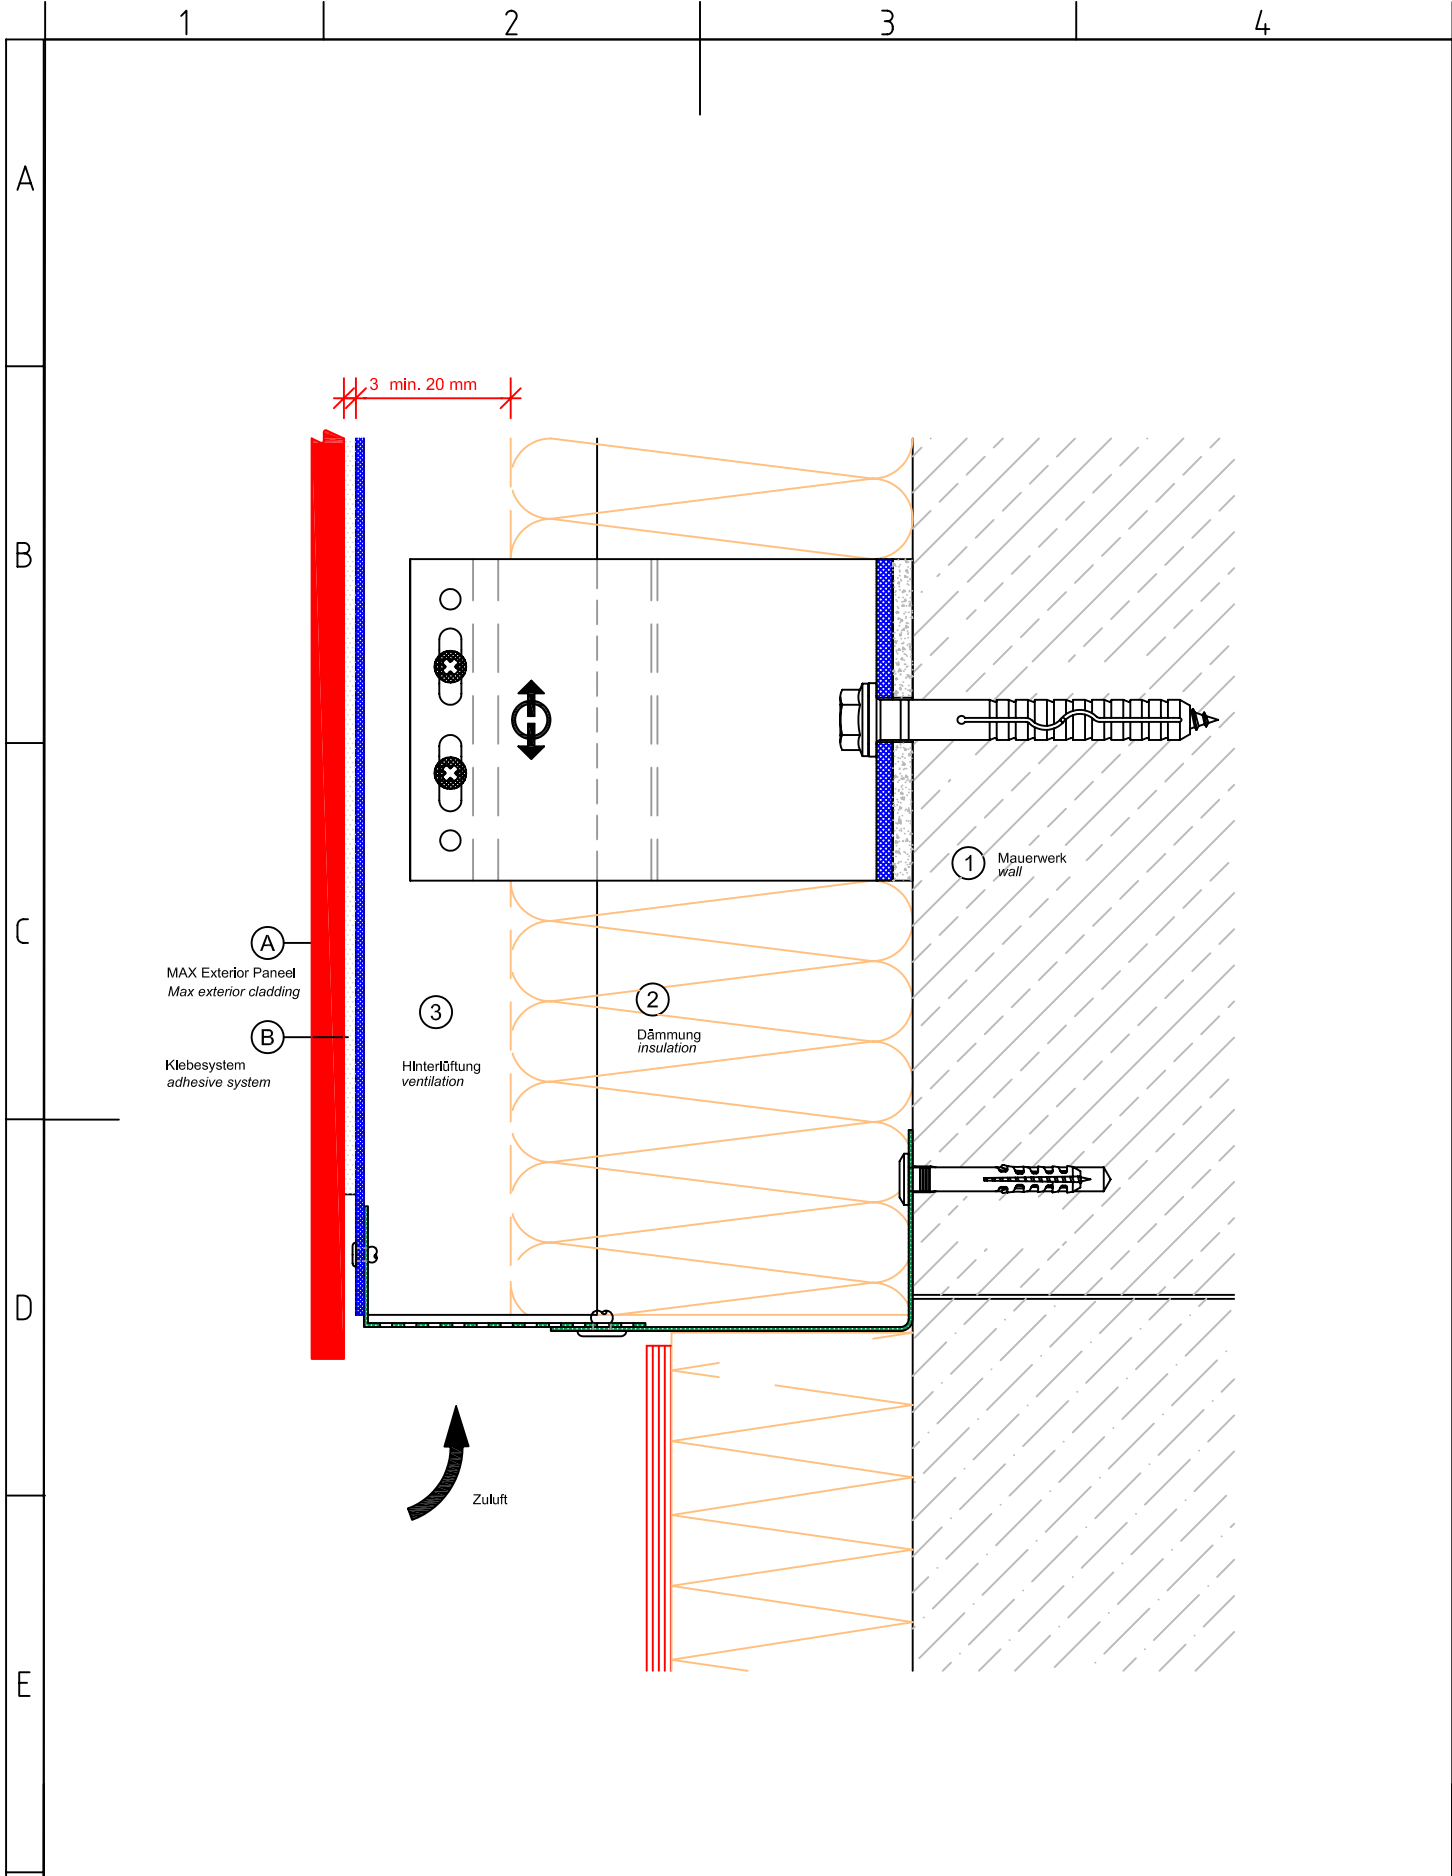 1
2
3
4
A
3 min. 20 mm
B
1
Mauerwerk
wall
C
A
MAX Exterior Paneel
Max exterior cladding
3
2
B
Dämmung
insulation
Klebesystem
adhesive system
Hinterlüftung
ventilation
D
Zuluft
E